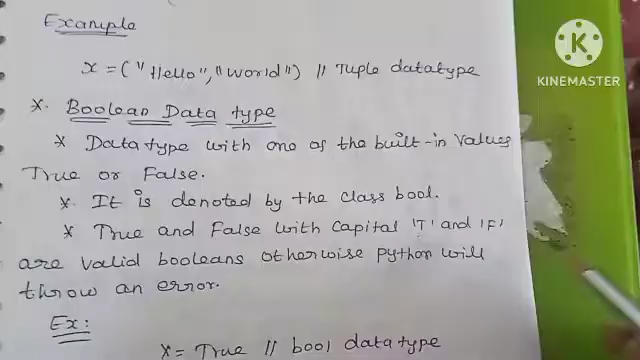 Example
x = ("Hello", "World") // Tuple datatype
* Boolean Data type
* Data type with one of the built-in values
True or False.
* It is denoted by the class bool.
* True and False with capital 'T' and 'F'
are valid booleans otherwise python will
throw an error.
Ex:
x = True // bool datatype
KINEMASTER